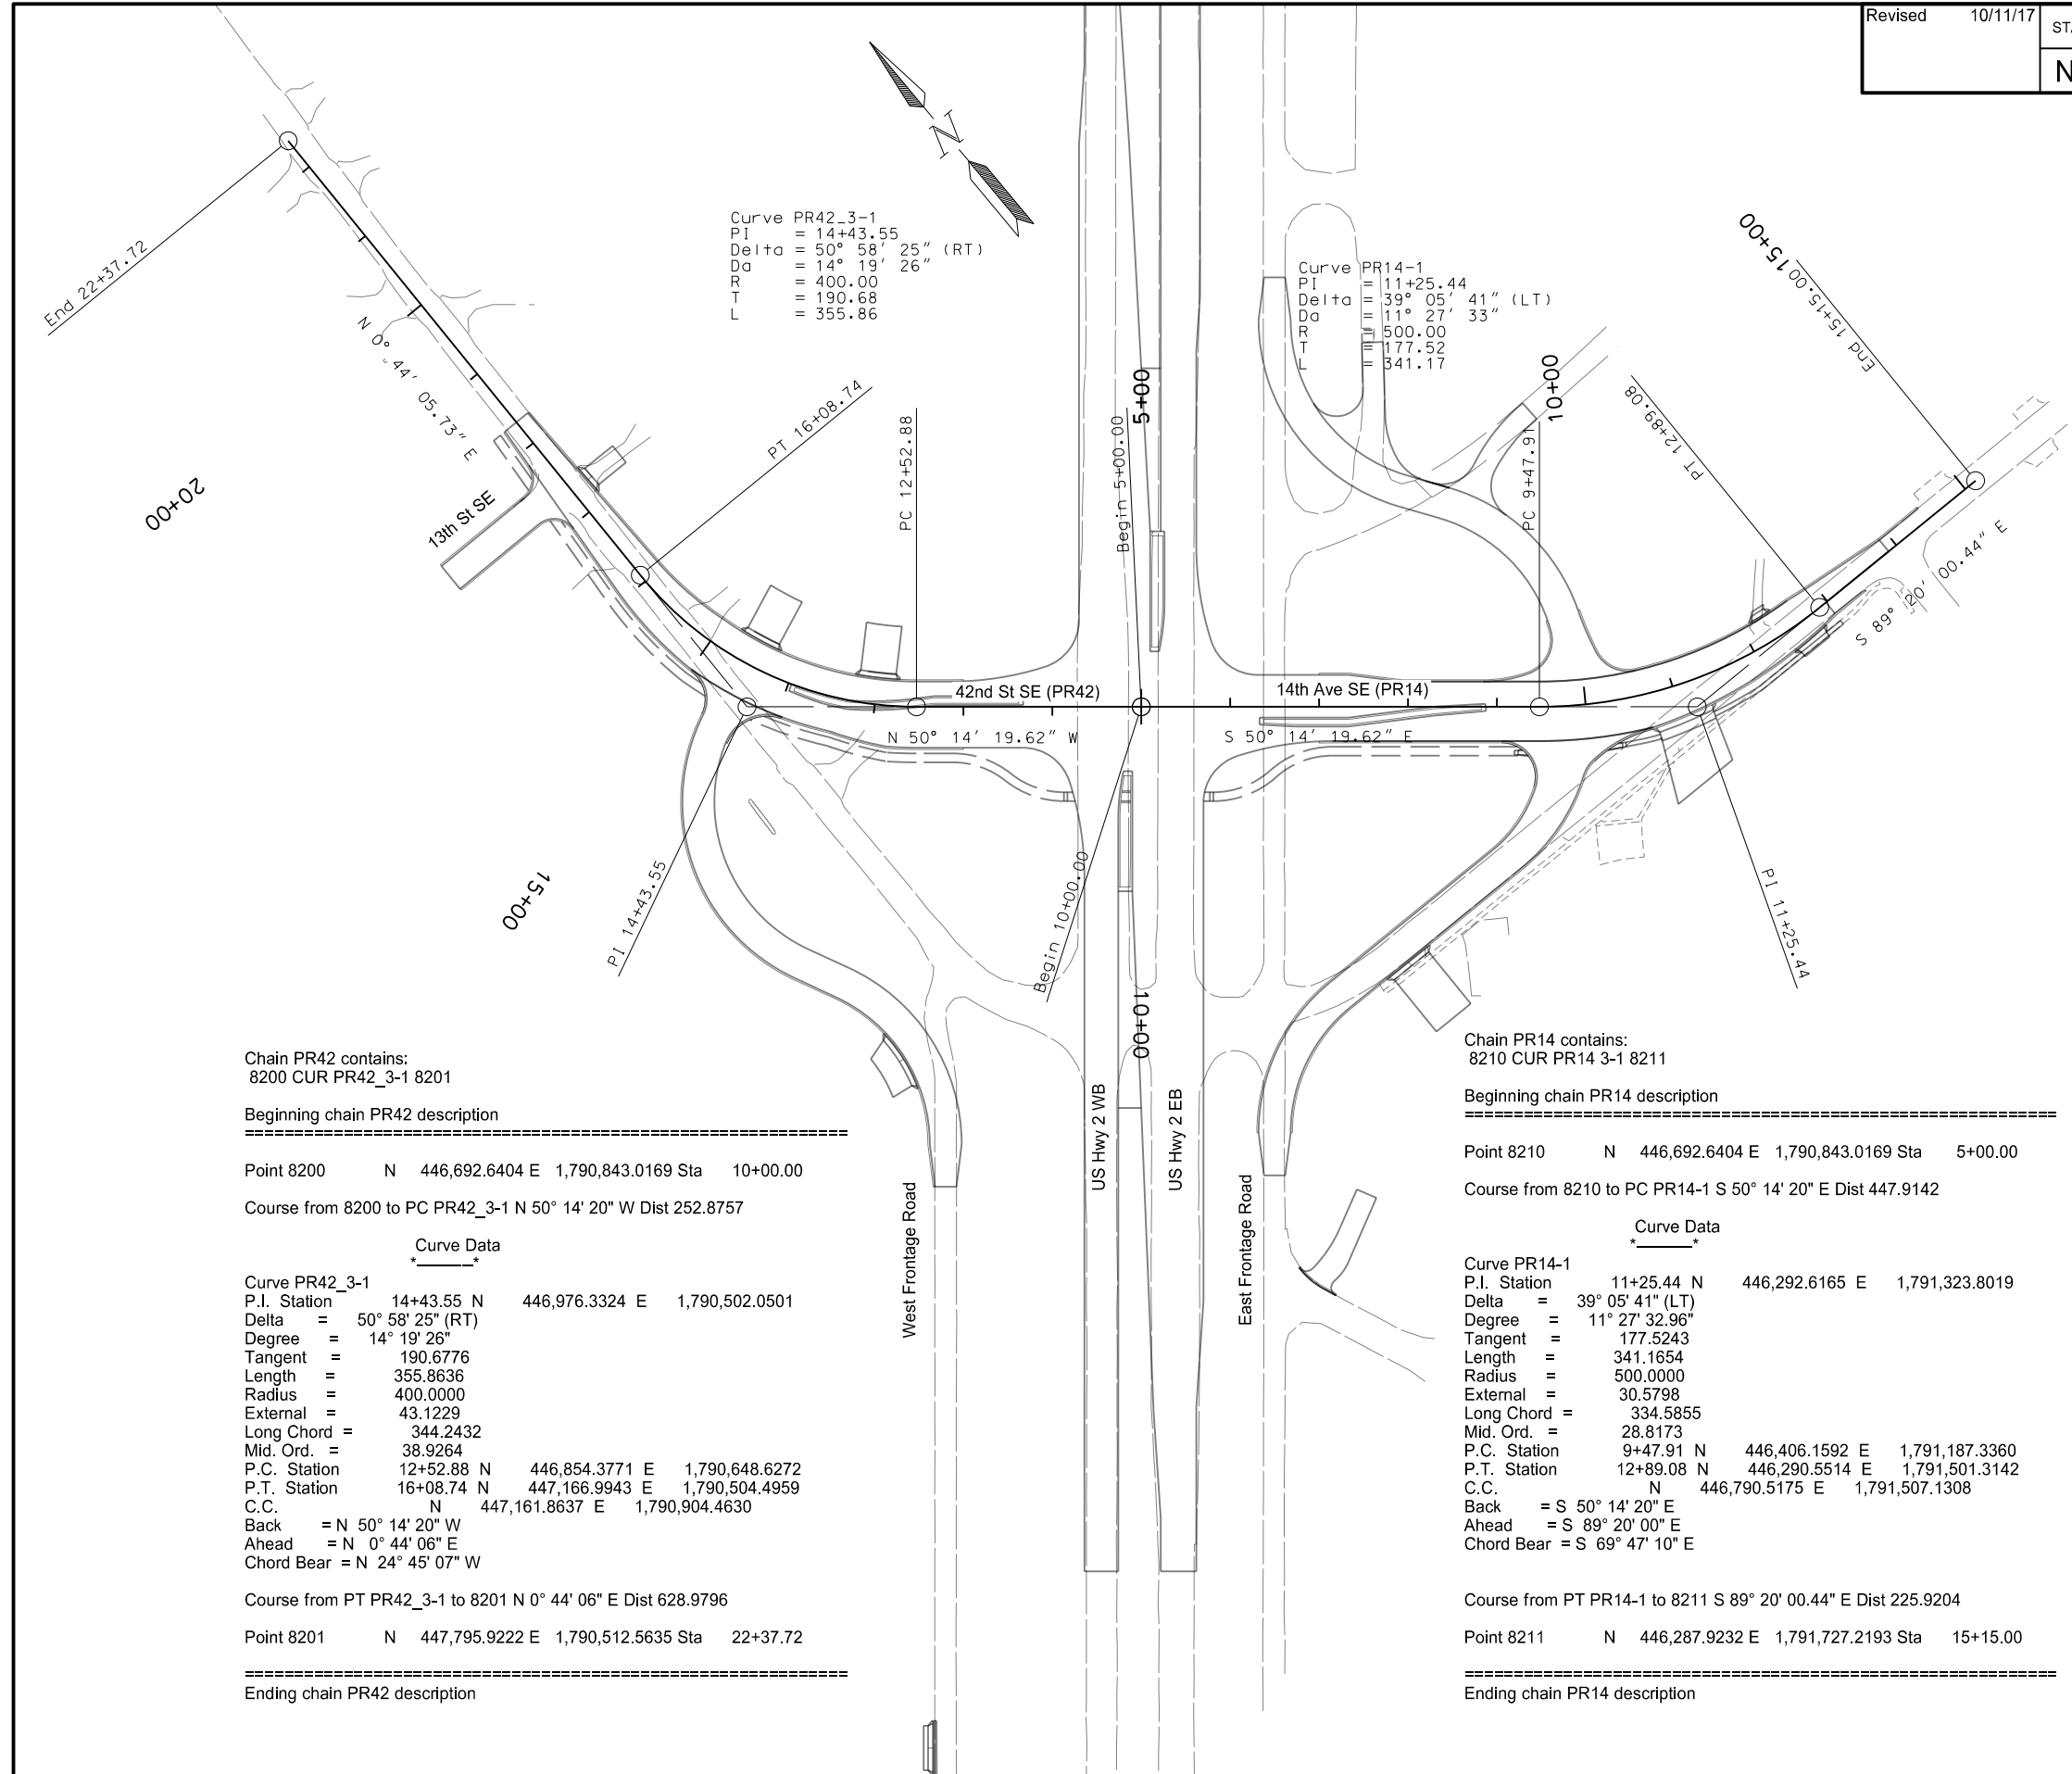 Revised 10/11/17
STA
N
N
Curve PR42_3-1
PI = 14+43.55
Delta = 50° 58' 25" (RT)
Da = 14° 19' 26"
R = 400.00
T = 190.68
L = 355.86
Curve PR14-1
PI = 11+25.44
Delta = 39° 05' 41" (LT)
Da = 11° 27' 33"
R = 500.00
T = 177.52
L = 341.17
End 22+37.72
N 0° 44' 05.73" E
20+00
13th St SE
PT 16+08.74
PC 12+52.88
Begin 5+00.00
5+00
PC 9+47.91
10+00
PT 12+89.08
End 15+15.00
15+00
S 89° 20' 00.44" E
42nd St SE (PR42)
14th Ave SE (PR14)
N 50° 14' 19.62" W
S 50° 14' 19.62" E
15+00
PI 14+43.55
Begin 10+00.00
10+00
PI 11+25.44
West Frontage Road
US Hwy 2 WB
US Hwy 2 EB
East Frontage Road
Chain PR42 contains:
8200 CUR PR42_3-1 8201
Beginning chain PR42 description
=============================================================
Point 8200 N 446,692.6404 E 1,790,843.0169 Sta 10+00.00
Course from 8200 to PC PR42_3-1 N 50° 14' 20" W Dist 252.8757
Curve Data
*_______*
Curve PR42_3-1
P.I. Station 14+43.55 N 446,976.3324 E 1,790,502.0501
Delta = 50° 58' 25" (RT)
Degree = 14° 19' 26"
Tangent = 190.6776
Length = 355.8636
Radius = 400.0000
External = 43.1229
Long Chord = 344.2432
Mid. Ord. = 38.9264
P.C. Station 12+52.88 N 446,854.3771 E 1,790,648.6272
P.T. Station 16+08.74 N 447,166.9943 E 1,790,504.4959
C.C. N 447,161.8637 E 1,790,904.4630
Back = N 50° 14' 20" W
Ahead = N 0° 44' 06" E
Chord Bear = N 24° 45' 07" W
Course from PT PR42_3-1 to 8201 N 0° 44' 06" E Dist 628.9796
Point 8201 N 447,795.9222 E 1,790,512.5635 Sta 22+37.72
=============================================================
Ending chain PR42 description
Chain PR14 contains:
8210 CUR PR14 3-1 8211
Beginning chain PR14 description
=============================================================
Point 8210 N 446,692.6404 E 1,790,843.0169 Sta 5+00.00
Course from 8210 to PC PR14-1 S 50° 14' 20" E Dist 447.9142
Curve Data
*_______*
Curve PR14-1
P.I. Station 11+25.44 N 446,292.6165 E 1,791,323.8019
Delta = 39° 05' 41" (LT)
Degree = 11° 27' 32.96"
Tangent = 177.5243
Length = 341.1654
Radius = 500.0000
External = 30.5798
Long Chord = 334.5855
Mid. Ord. = 28.8173
P.C. Station 9+47.91 N 446,406.1592 E 1,791,187.3360
P.T. Station 12+89.08 N 446,290.5514 E 1,791,501.3142
C.C. N 446,790.5175 E 1,791,507.1308
Back = S 50° 14' 20" E
Ahead = S 89° 20' 00" E
Chord Bear = S 69° 47' 10" E
Course from PT PR14-1 to 8211 S 89° 20' 00.44" E Dist 225.9204
Point 8211 N 446,287.9232 E 1,791,727.2193 Sta 15+15.00
=============================================================
Ending chain PR14 description